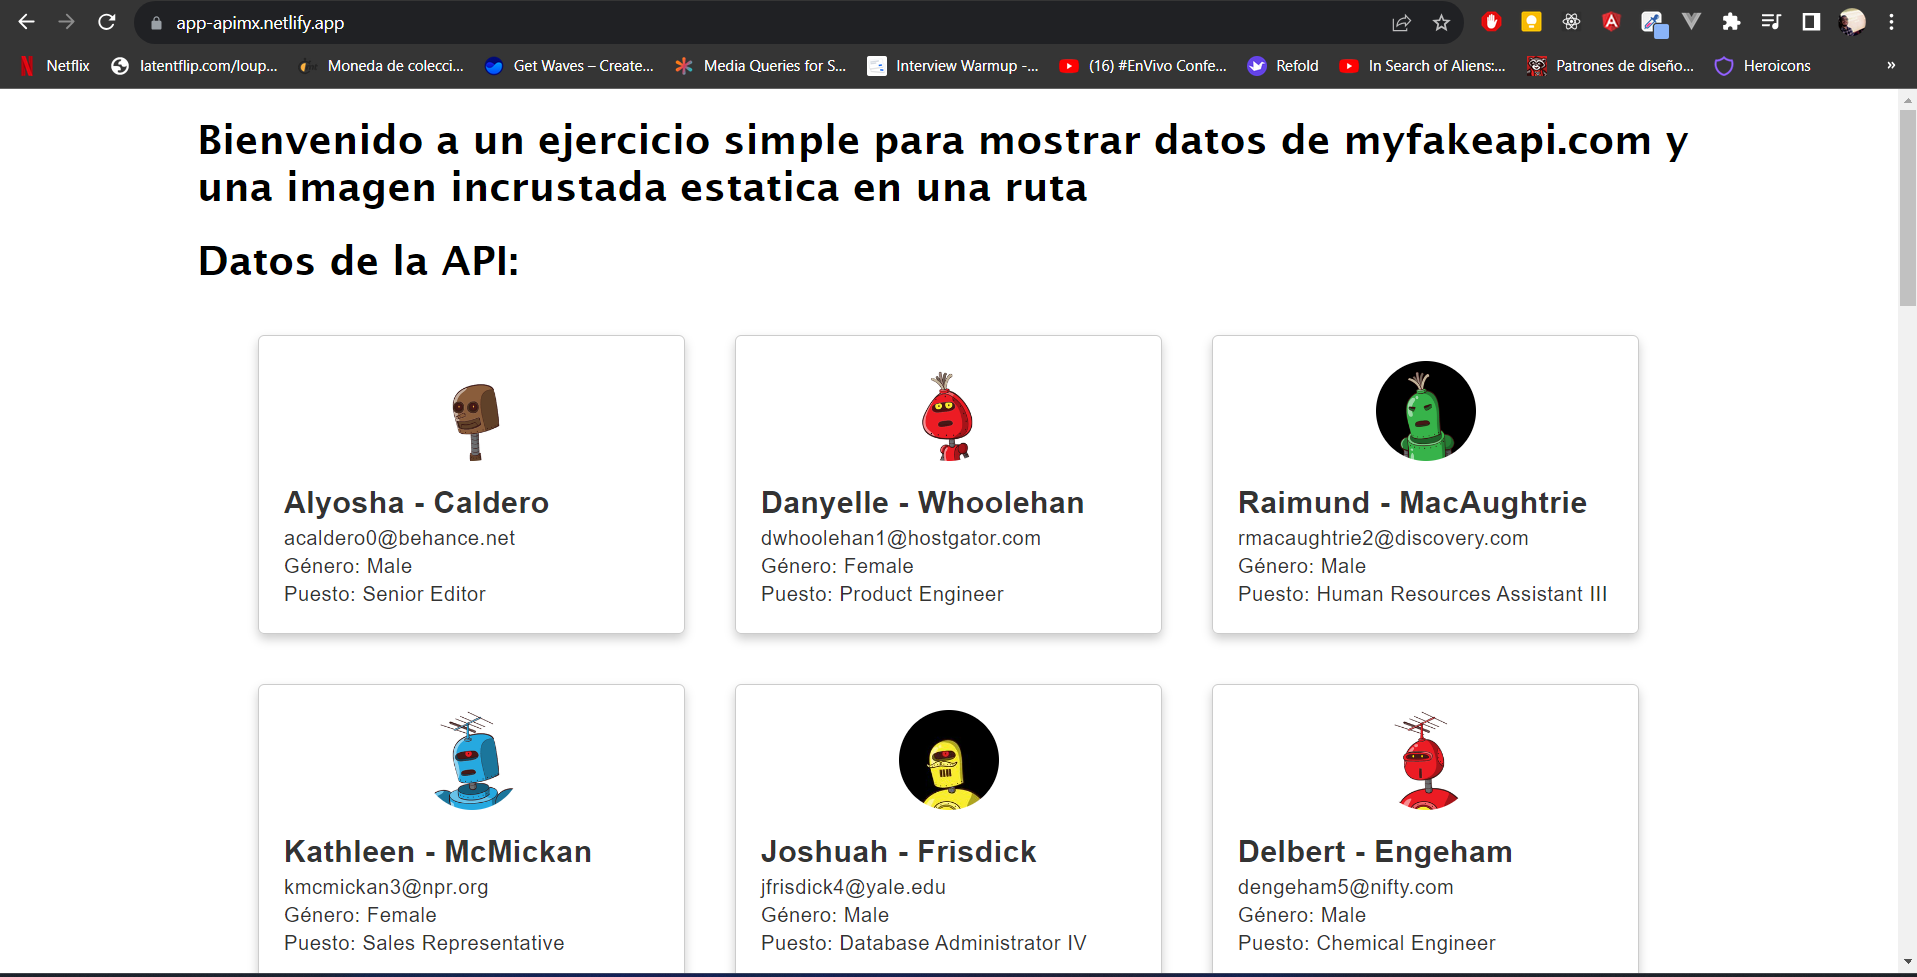 app-apimx.netlify.app
Netflix
latentflip.com/loup...
Moneda de colecci...
Get Waves – Create...
Media Queries for S...
Interview Warmup -...
(16) #EnVivo Confe...
Refold
In Search of Aliens:...
Patrones de diseño...
Heroicons
»
Bienvenido a un ejercicio simple para mostrar datos de myfakeapi.com y
una imagen incrustada estatica en una ruta
Datos de la API:
Alyosha - Caldero
acaldero0@behance.net
Género: Male
Puesto: Senior Editor
Danyelle - Whoolehan
dwhoolehan1@hostgator.com
Género: Female
Puesto: Product Engineer
Raimund - MacAughtrie
rmacaughtrie2@discovery.com
Género: Male
Puesto: Human Resources Assistant III
Kathleen - McMickan
kmcmickan3@npr.org
Género: Female
Puesto: Sales Representative
Joshuah - Frisdick
jfrisdick4@yale.edu
Género: Male
Puesto: Database Administrator IV
Delbert - Engeham
dengeham5@nifty.com
Género: Male
Puesto: Chemical Engineer